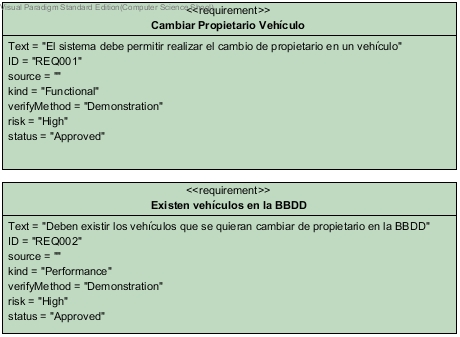 Visual Paradigm Standard Edition(Computer Science
<<requirement>>
Cambiar Propietario Vehículo
Text = "El sistema debe permitir realizar el cambio de propietario en un vehículo"
ID = "REQ001"
source = ""
kind = "Functional"
verifyMethod = "Demonstration"
risk = "High"
status = "Approved"
<<requirement>>
Existen vehículos en la BBDD
Text = "Deben existir los vehículos que se quieran cambiar de propietario en la BBDD"
ID = "REQ002"
source = ""
kind = "Performance"
verifyMethod = "Demonstration"
risk = "High"
status = "Approved"